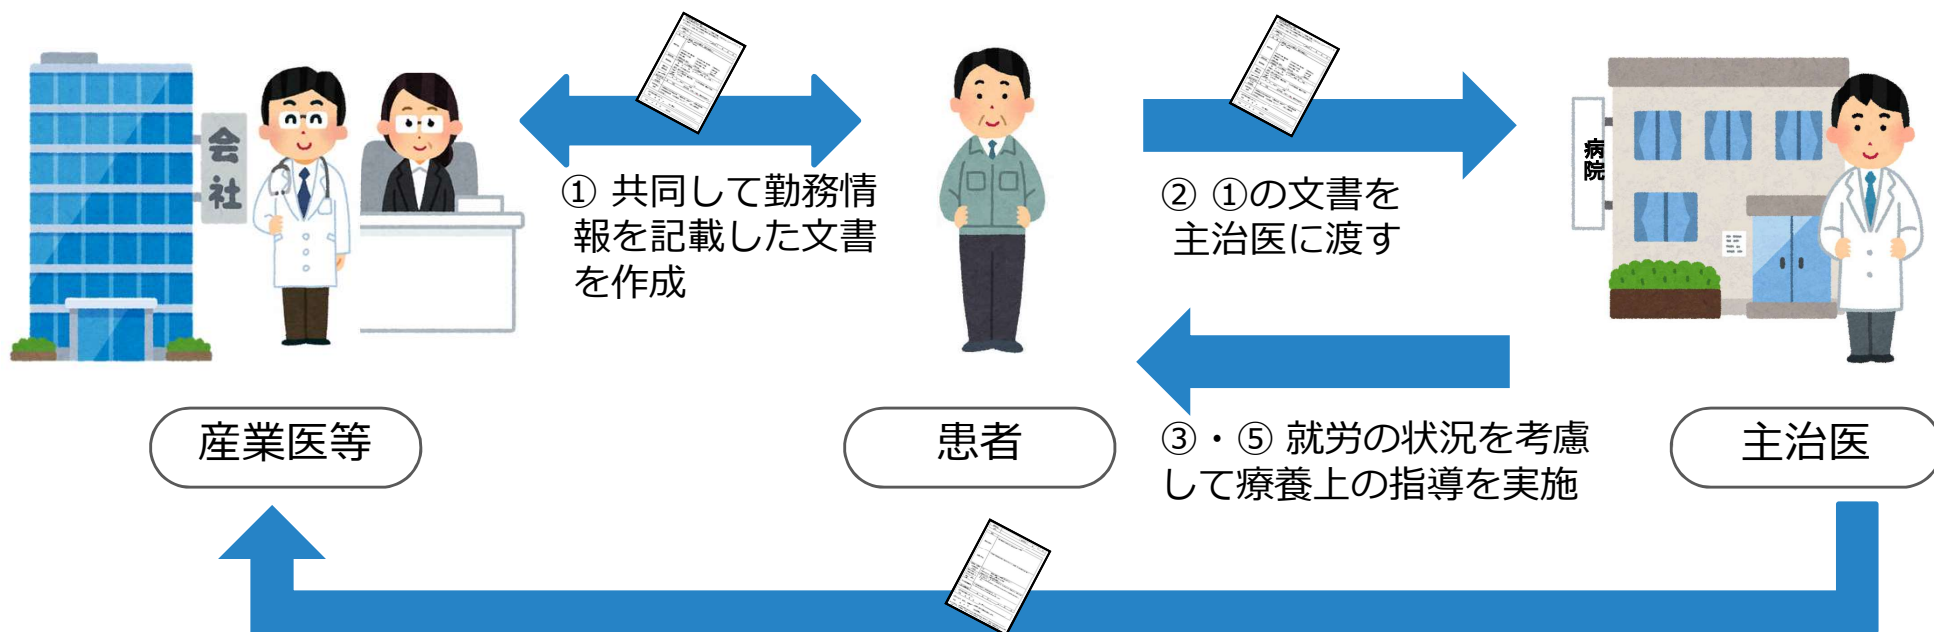 会社
病院
① 共同して勤務情
報を記載した文書
を作成
② ①の文書を
主治医に渡す
③・⑤ 就労の状況を考慮
して療養上の指導を実施
産業医等
患者
主治医